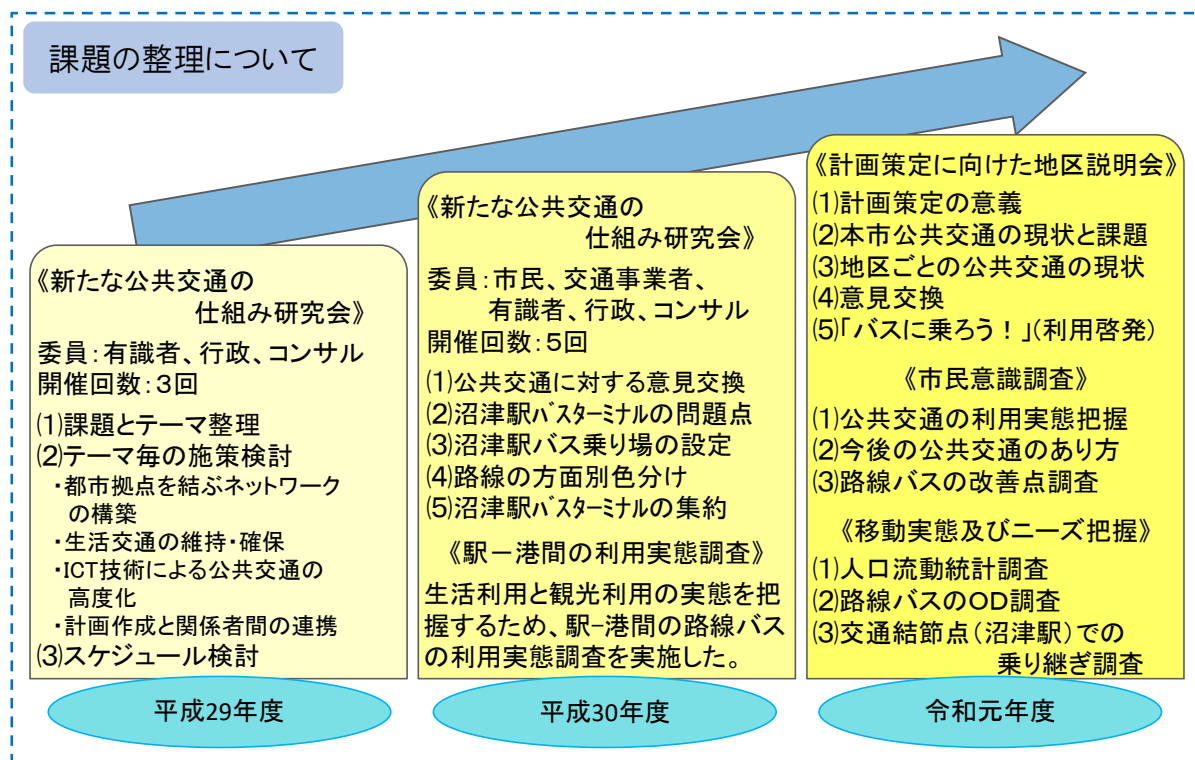 課題の整理について
《新たな公共交通の
仕組み研究会》
委員：有識者、行政、コンサル
開催回数：3回
⑴課題とテーマ整理
⑵テーマ毎の施策検討
・都市拠点を結ぶネットワーク
の構築
・生活交通の維持・確保
・ICT技術による公共交通の
高度化
・計画作成と関係者間の連携
⑶スケジュール検討
平成29年度
《新たな公共交通の
仕組み研究会》
委員：市民、交通事業者、
有識者、行政、コンサル
開催回数：5回
⑴公共交通に対する意見交換
⑵沼津駅ﾊﾞｽﾀｰﾐﾅﾙの問題点
⑶沼津駅バス乗り場の設定
⑷路線の方面別色分け
⑸沼津駅ﾊﾞｽﾀｰﾐﾅﾙの集約
《駅－港間の利用実態調査》
生活利用と観光利用の実態を把
握するため、駅-港間の路線バス
の利用実態調査を実施した。
平成30年度
《計画策定に向けた地区説明会》
⑴計画策定の意義
⑵本市公共交通の現状と課題
⑶地区ごとの公共交通の現状
⑷意見交換
⑸「バスに乗ろう！」（利用啓発）
《市民意識調査》
⑴公共交通の利用実態把握
⑵今後の公共交通のあり方
⑶路線バスの改善点調査
《移動実態及びニーズ把握》
⑴人口流動統計調査
⑵路線バスのOD調査
⑶交通結節点（沼津駅）での
乗り継ぎ調査
令和元年度